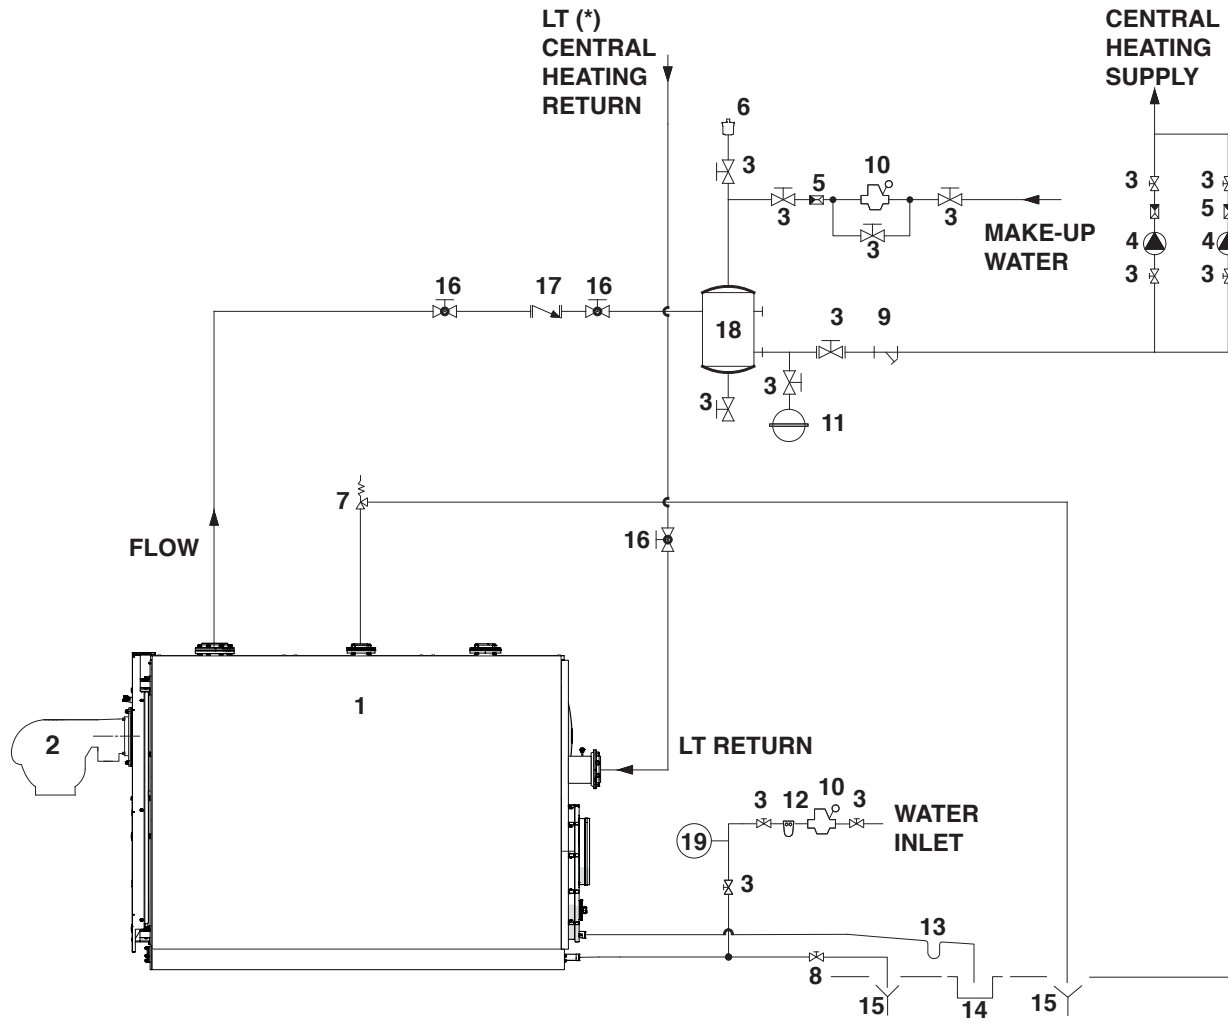 LT (*)
CENTRAL
HEATING
RETURN
CENTRAL
HEATING
SUPPLY
6
3
5
10
3
3
3
MAKE-UP
WATER
3
3
5
4
4
3
3
16
17
16
18
3
9
3
3
11
7
FLOW
16
1
2
LT RETURN
3
12
10
3
WATER
INLET
19
3
13
8
15
14
15